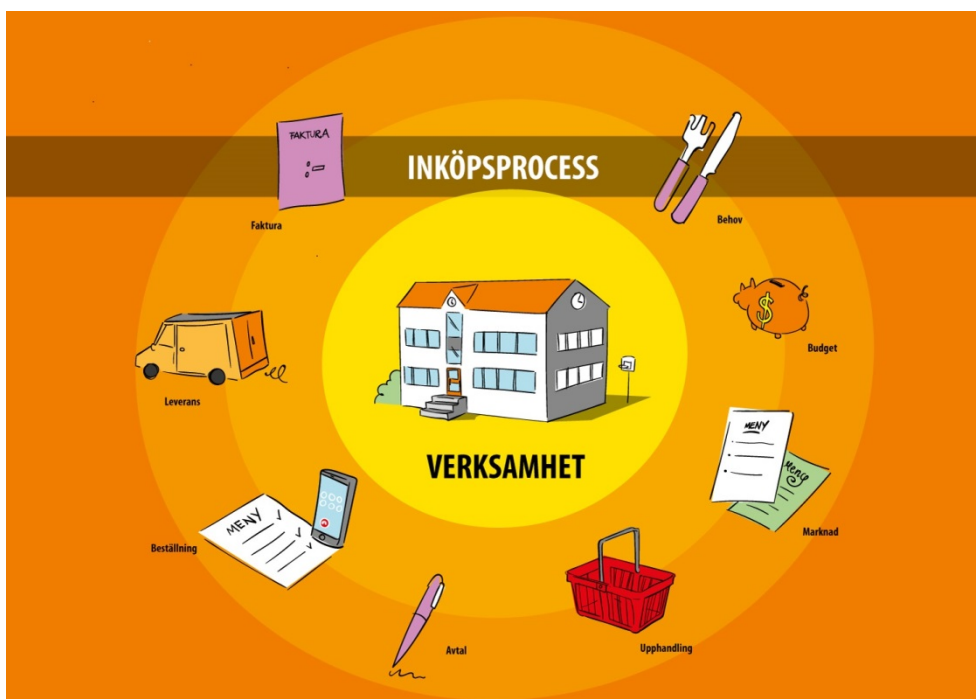 INKÖPSPROCESS
FAKTURA
:-
Faktura
Behov
$
Budget
Leverans
VERKSAMHET
MENY
Meny
Marknad
MENY
Beställning
Avtal
Upphandling